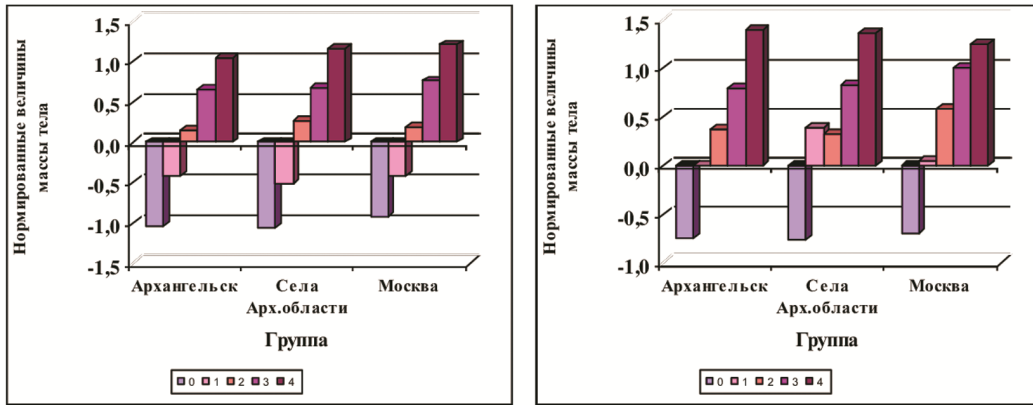 Нормированные величины
массы тела
1,5
1,0
0,5
0,0
-0,5
-1,0
-1,5
Архангельск Села Москва
Арх.области
Группа
0 1 2 3 4
Нормированные величины
массы тела
1,5
1,0
0,5
0,0
-0,5
-1,0
Архангельск Села Москва
Арх.области
Группа
0 1 2 3 4